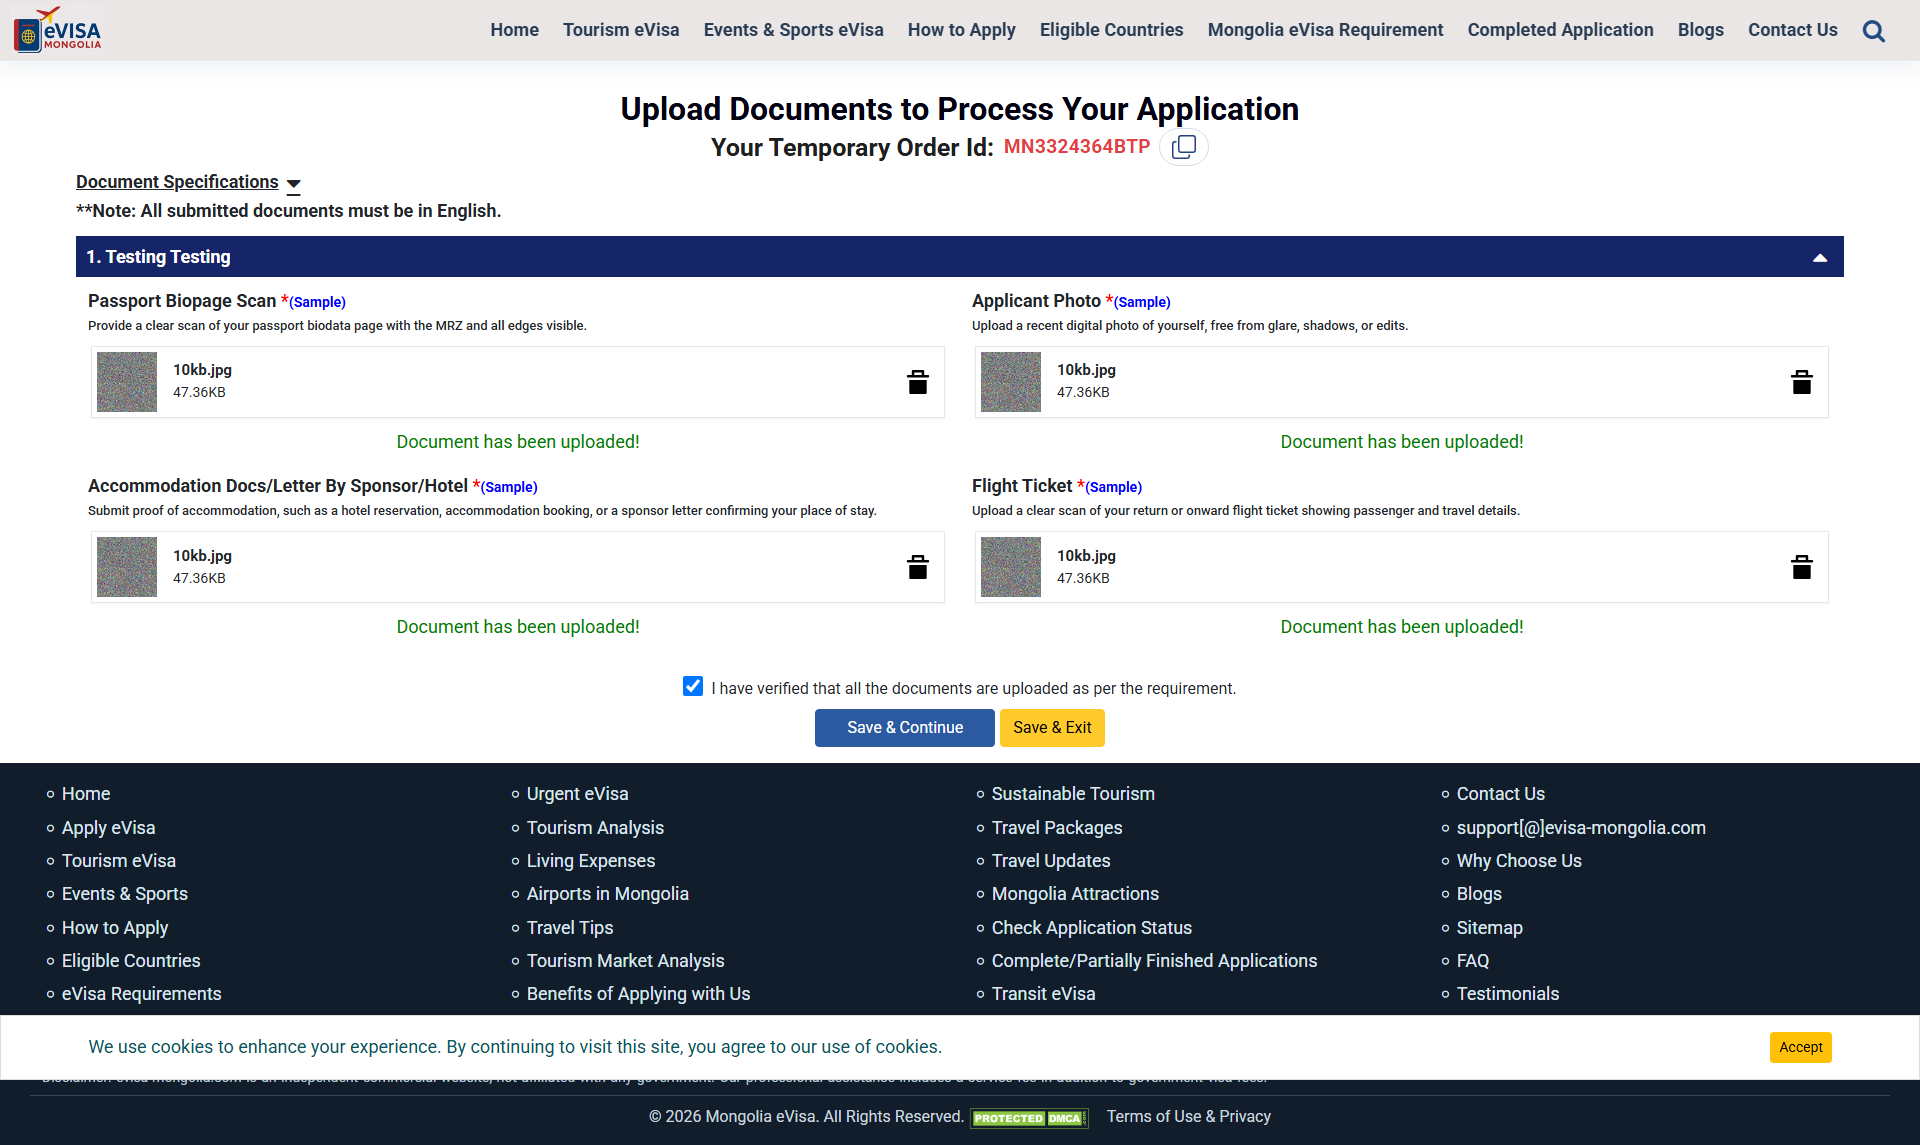 eVISA
MONGOLIA
Home
Tourism eVisa
Events & Sports eVisa
How to Apply
Eligible Countries
Mongolia eVisa Requirement
Completed Application
Blogs
Contact Us
Upload Documents to Process Your Application
Your Temporary Order Id: MN3324364BTP
Document Specifications
**Note: All submitted documents must be in English.
1. Testing Testing
Passport Biopage Scan *(Sample)
Provide a clear scan of your passport biodata page with the MRZ and all edges visible.
10kb.jpg
47.36KB
Document has been uploaded!
Applicant Photo *(Sample)
Upload a recent digital photo of yourself, free from glare, shadows, or edits.
10kb.jpg
47.36KB
Document has been uploaded!
Accommodation Docs/Letter By Sponsor/Hotel *(Sample)
Submit proof of accommodation, such as a hotel reservation, accommodation booking, or a sponsor letter confirming your place of stay.
10kb.jpg
47.36KB
Document has been uploaded!
Flight Ticket *(Sample)
Upload a clear scan of your return or onward flight ticket showing passenger and travel details.
10kb.jpg
47.36KB
Document has been uploaded!
I have verified that all the documents are uploaded as per the requirement.
Save & Continue
Save & Exit
Home
Apply eVisa
Tourism eVisa
Events & Sports
How to Apply
Eligible Countries
eVisa Requirements
Urgent eVisa
Tourism Analysis
Living Expenses
Airports in Mongolia
Travel Tips
Tourism Market Analysis
Benefits of Applying with Us
Sustainable Tourism
Travel Packages
Travel Updates
Mongolia Attractions
Check Application Status
Complete/Partially Finished Applications
Transit eVisa
Contact Us
support[@]evisa-mongolia.com
Why Choose Us
Blogs
Sitemap
FAQ
Testimonials
We use cookies to enhance your experience. By continuing to visit this site, you agree to our use of cookies.
Accept
© 2026 Mongolia eVisa. All Rights Reserved.
PROTECTED DMCA
Terms of Use & Privacy